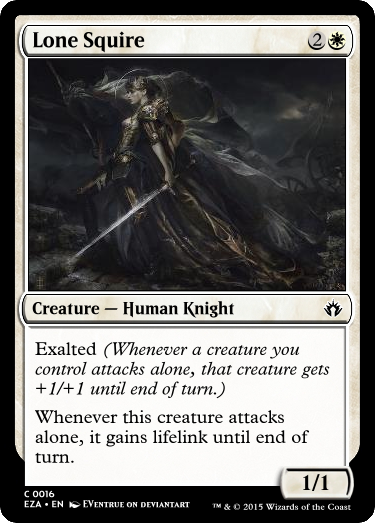 Lone Squire 2
Creature — Human Knight
Exalted (Whenever a creature you
control attacks alone, that creature gets
+1/+1 until end of turn.)
Whenever this creature attacks
alone, it gains lifelink until end of
turn.
1/1
C 0016
EZA • EN EVentrue on deviantart
™ & © 2015 Wizards of the Coast